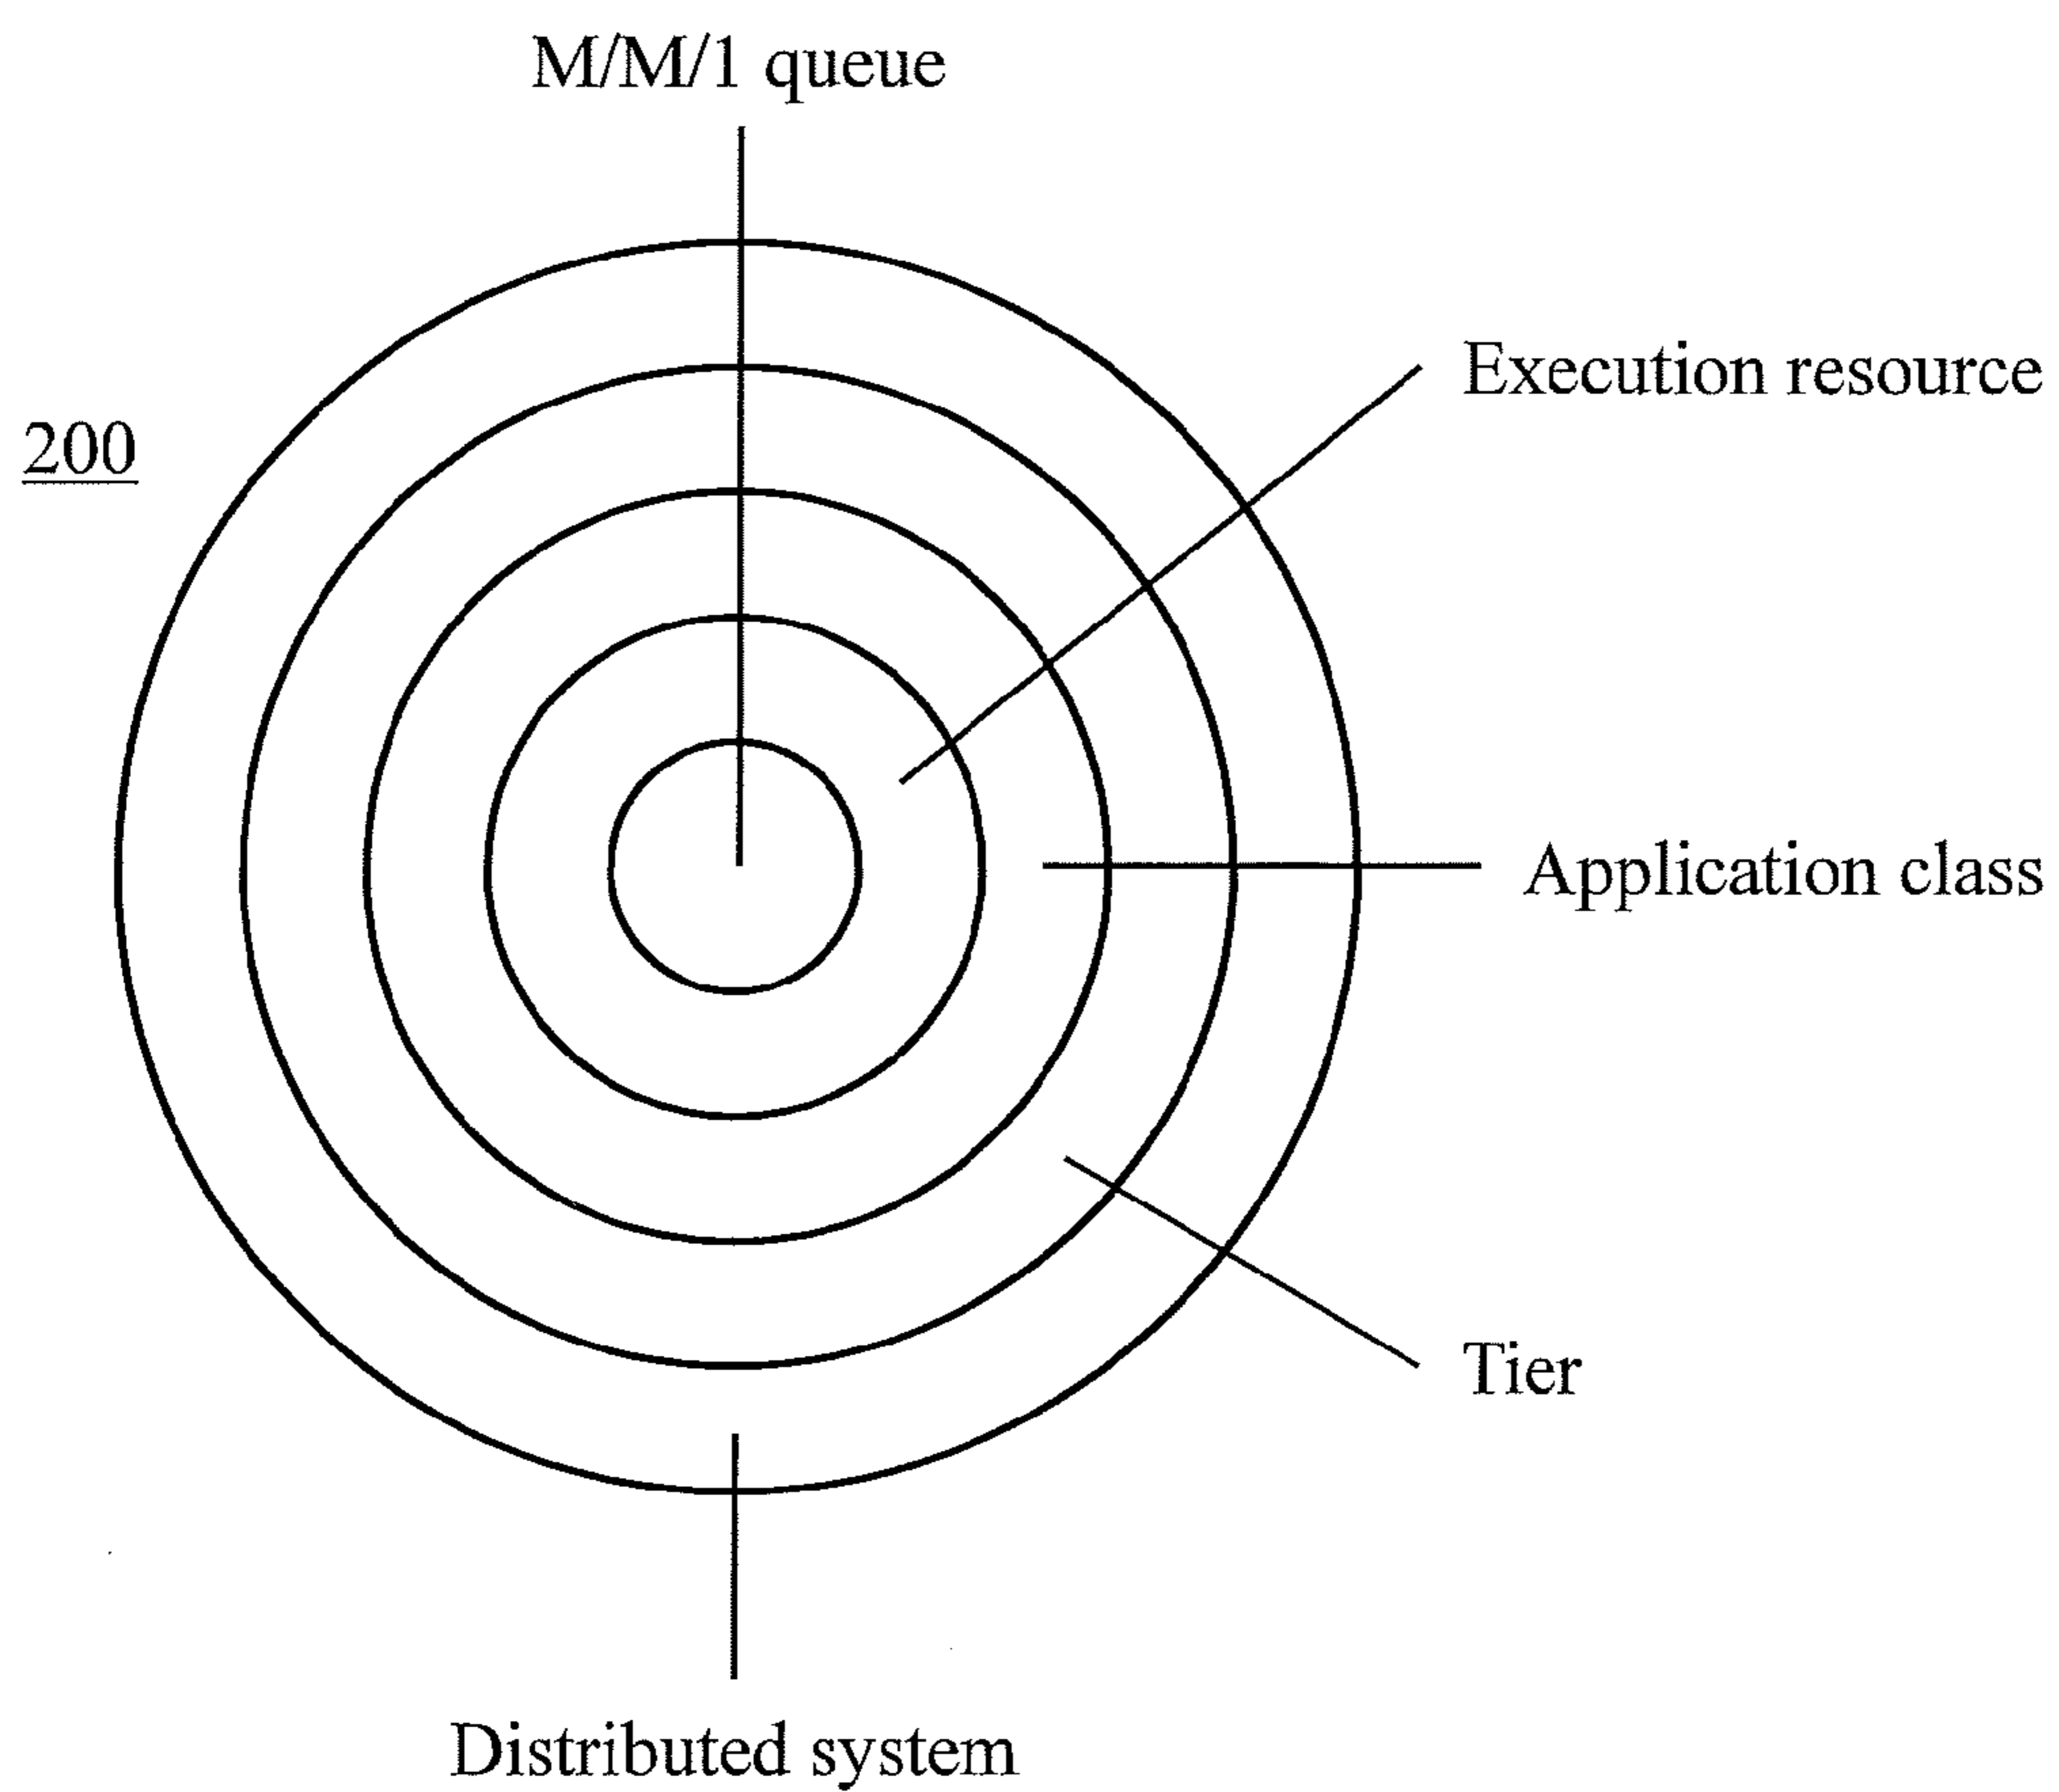 M/M/1 queue
Execution resource
200
Application class
Tier
Distributed system